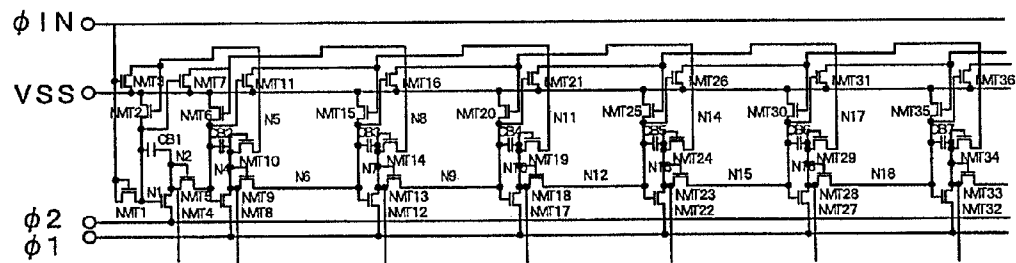 φIN
NMT3 NMT7 NMT11 NMT16 NMT21 NMT26 NMT31 NMT36
VSS
NMT2 NMT6 NMT15 NMT20 NMT25 NMT30 NMT35
N5 N8 N11 N14 N17
CB1 CB2 CB3 CB4 CB5 CB6 CB7
N2 N4 NMT10 N7 NMT14 N10 NMT19 NMT24 NMT29 NMT34
N6 N9 N12 N15 N18
N1 NMT5 NMT9 NMT13 NMT18 NMT23 NMT28 NMT33
NMT1 NMT4 NMT8 NMT12 NMT17 NMT22 NMT27 NMT32
φ2
φ1